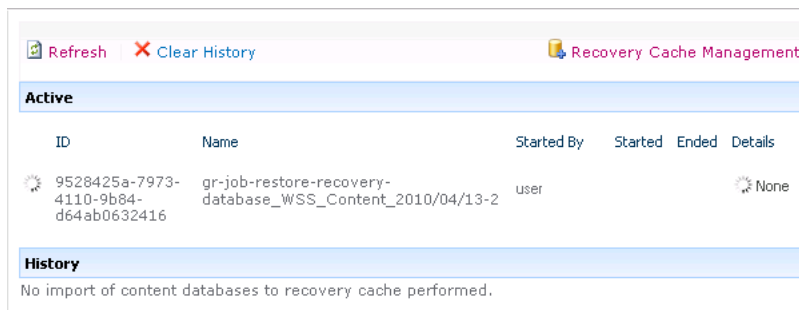 Refresh Clear History Recovery Cache Management
Active
ID Name Started By Started Ended Details
9528425a-7973- gr-job-restore-recovery- user None
4110-9b84- database_WSS_Content_2010/04/13-2
d64ab0632416
History
No import of content databases to recovery cache performed.